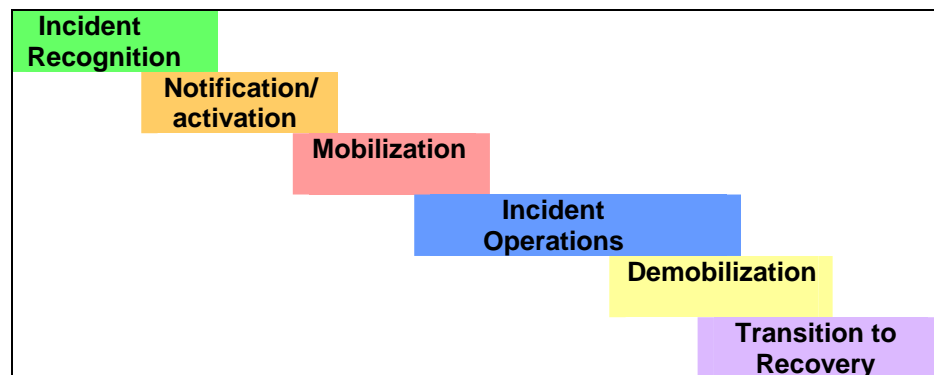 Incident
Recognition
Notification/
activation
Mobilization
Incident
Operations
Demobilization
Transition to
Recovery